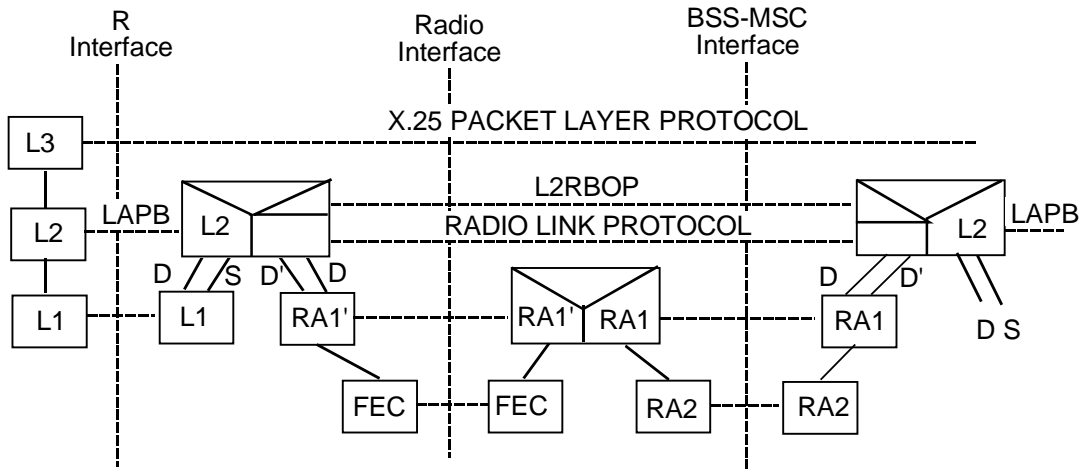 R
Interface
Radio
Interface
BSS-MSC
Interface
X.25 PACKET LAYER PROTOCOL
L3
L2RBOP
LAPB
L2
L2
RADIO LINK PROTOCOL
L2
LAPB
D
S
D'
D
D
D'
L1
L1
RA1'
RA1'
RA1
RA1
D S
FEC
FEC
RA2
RA2